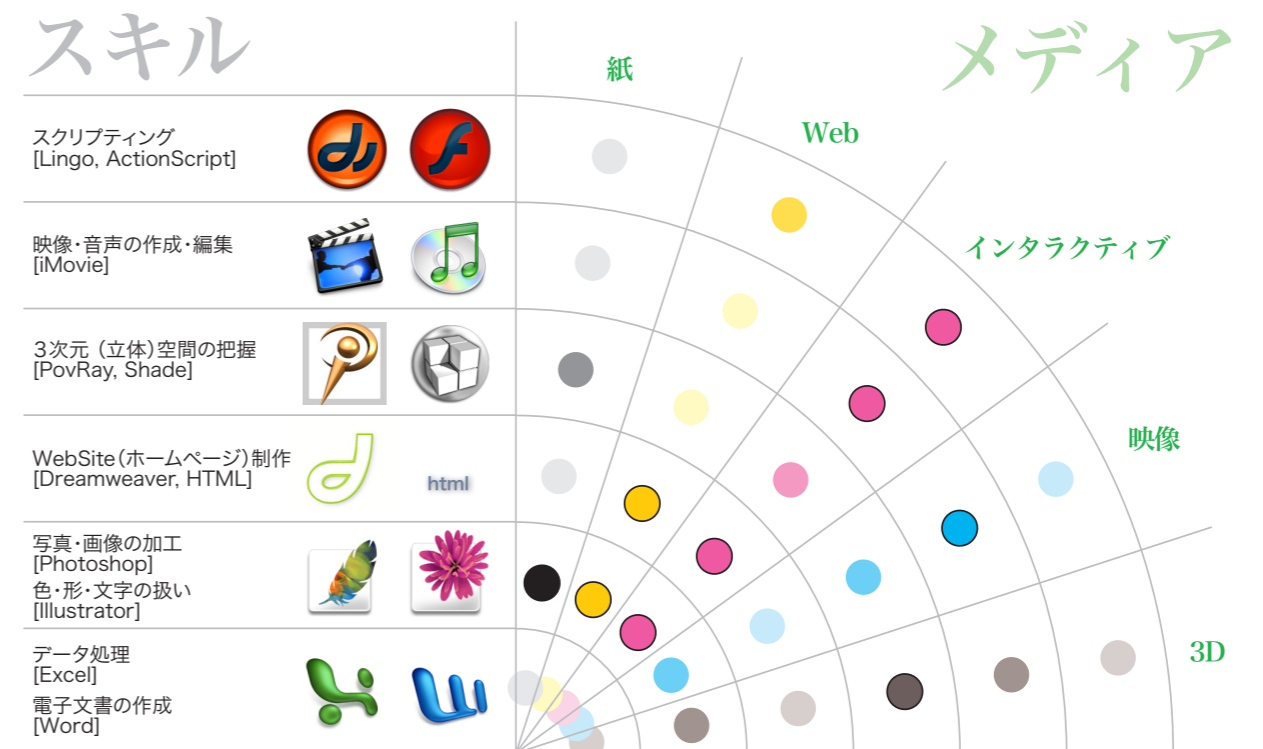 スキル
メディア
紙
Web
インタラクティブ
映像
3D
スクリプティング
[Lingo, ActionScript]
映像・音声の作成・編集
[iMovie]
3次元（立体）空間の把握
[PovRay, Shade]
WebSite（ホームページ）制作
[Dreamweaver, HTML]
html
写真・画像の加工
[Photoshop]
色・形・文字の扱い
[Illlustrator]
データ処理
[Excel]
電子文書の作成
[Word]